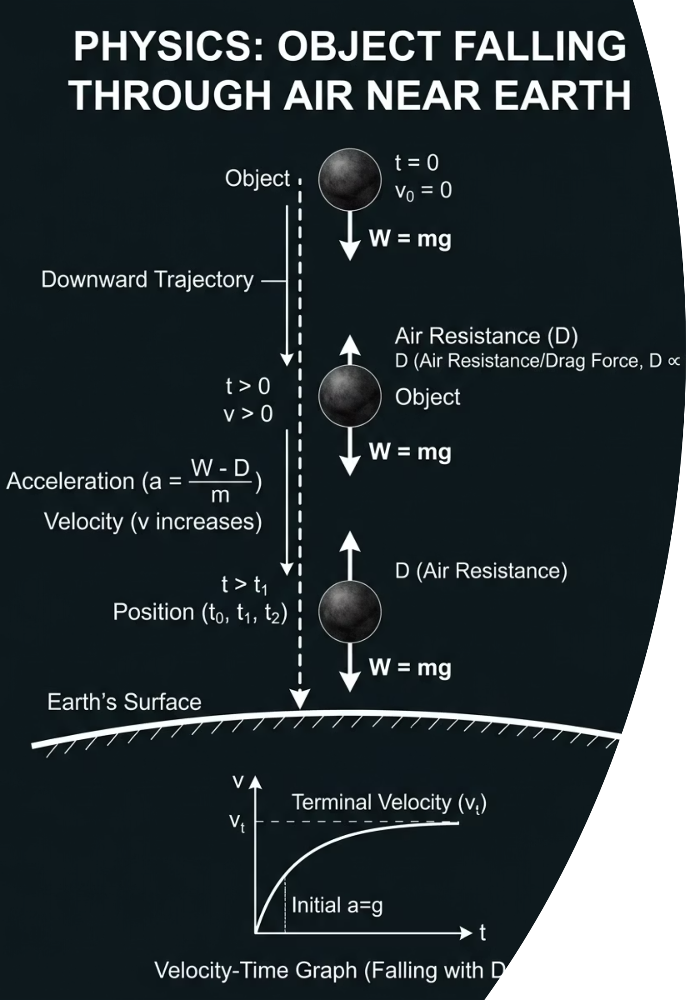 PHYSICS: OBJECT FALLING
THROUGH AIR NEAR EARTH
Object
t = 0
v₀ = 0
W = mg
Downward Trajectory
Air Resistance (D)
D (Air Resistance/Drag Force, D ∝
t > 0
v > 0
Object
W = mg
Acceleration (a = W - D / m)
Velocity (v increases)
D (Air Resistance)
t > t₁
Position (t₀, t₁, t₂)
W = mg
Earth’s Surface
v
Terminal Velocity (vₜ)
vₜ
Initial a=g
t
Velocity-Time Graph (Falling with D